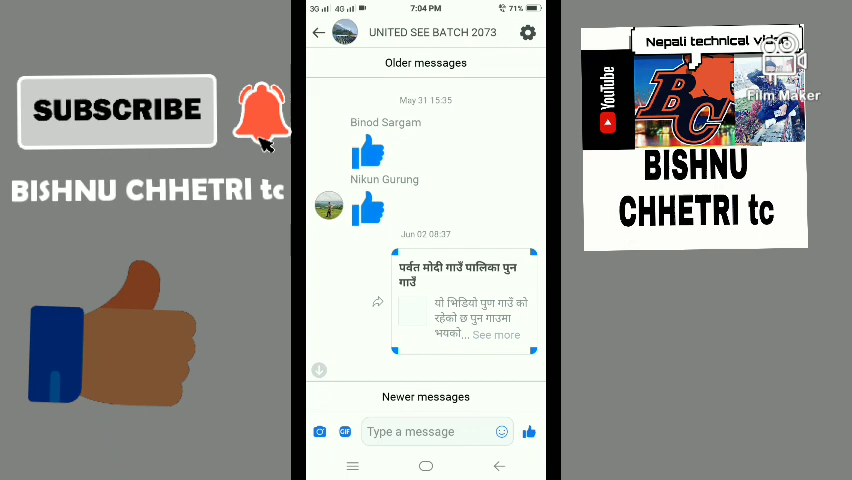 SUBSCRIBE
BISHNU CHHETRI tc
3G 4G 7:04 PM 71%
UNITED SEE BATCH 2073
Older messages
May 31 15:35
Binod Sargam
Nikun Gurung
Jun 02 08:37
पर्वत मोदी गाउँ पालिका पुन
गाउँ
यो भिडियो पुण गाउँ को
रहेको छ पुन गाउमा
भयको... See more
Newer messages
GIF
Type a message
Nepali technical video
YouTube
BC
Film Maker
BISHNU
CHHETRI tc